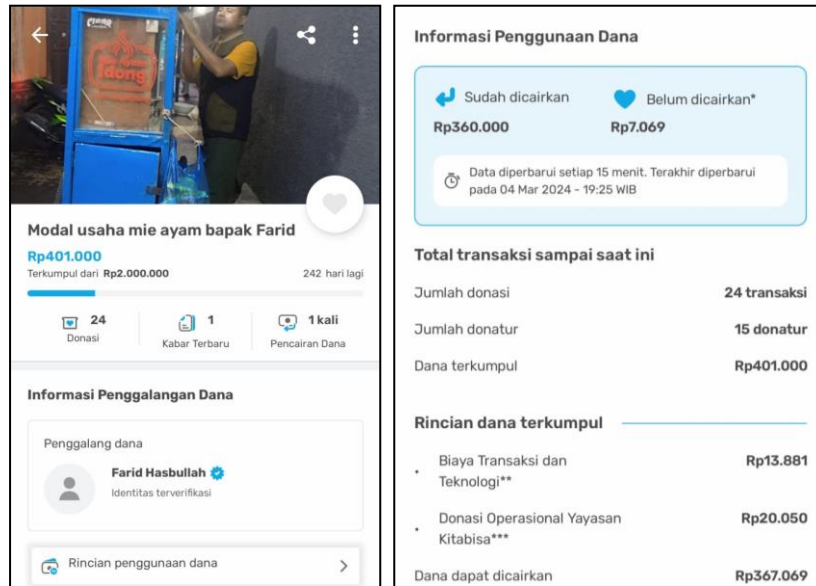 Idong
Modal usaha mie ayam bapak Farid
Rp401.000
Terkumpul dari Rp2.000.000 242 hari lagi
24 1 1 kali
Donasi Kabar Terbaru Pencairan Dana
Informasi Penggalangan Dana
Penggalang dana
Farid Hasbullah
Identitas terverifikasi
Rincian penggunaan dana
Informasi Penggunaan Dana
Sudah dicairkan Belum dicairkan*
Rp360.000 Rp7.069
Data diperbarui setiap 15 menit. Terakhir diperbarui
pada 04 Mar 2024 - 19:25 WIB
Total transaksi sampai saat ini
Jumlah donasi 24 transaksi
Jumlah donatur 15 donatur
Dana terkumpul Rp401.000
Rincian dana terkumpul
Biaya Transaksi dan Rp13.881
Teknologi**
Donasi Operasional Yayasan Rp20.050
Kitabisa***
Dana dapat dicairkan Rp367.069